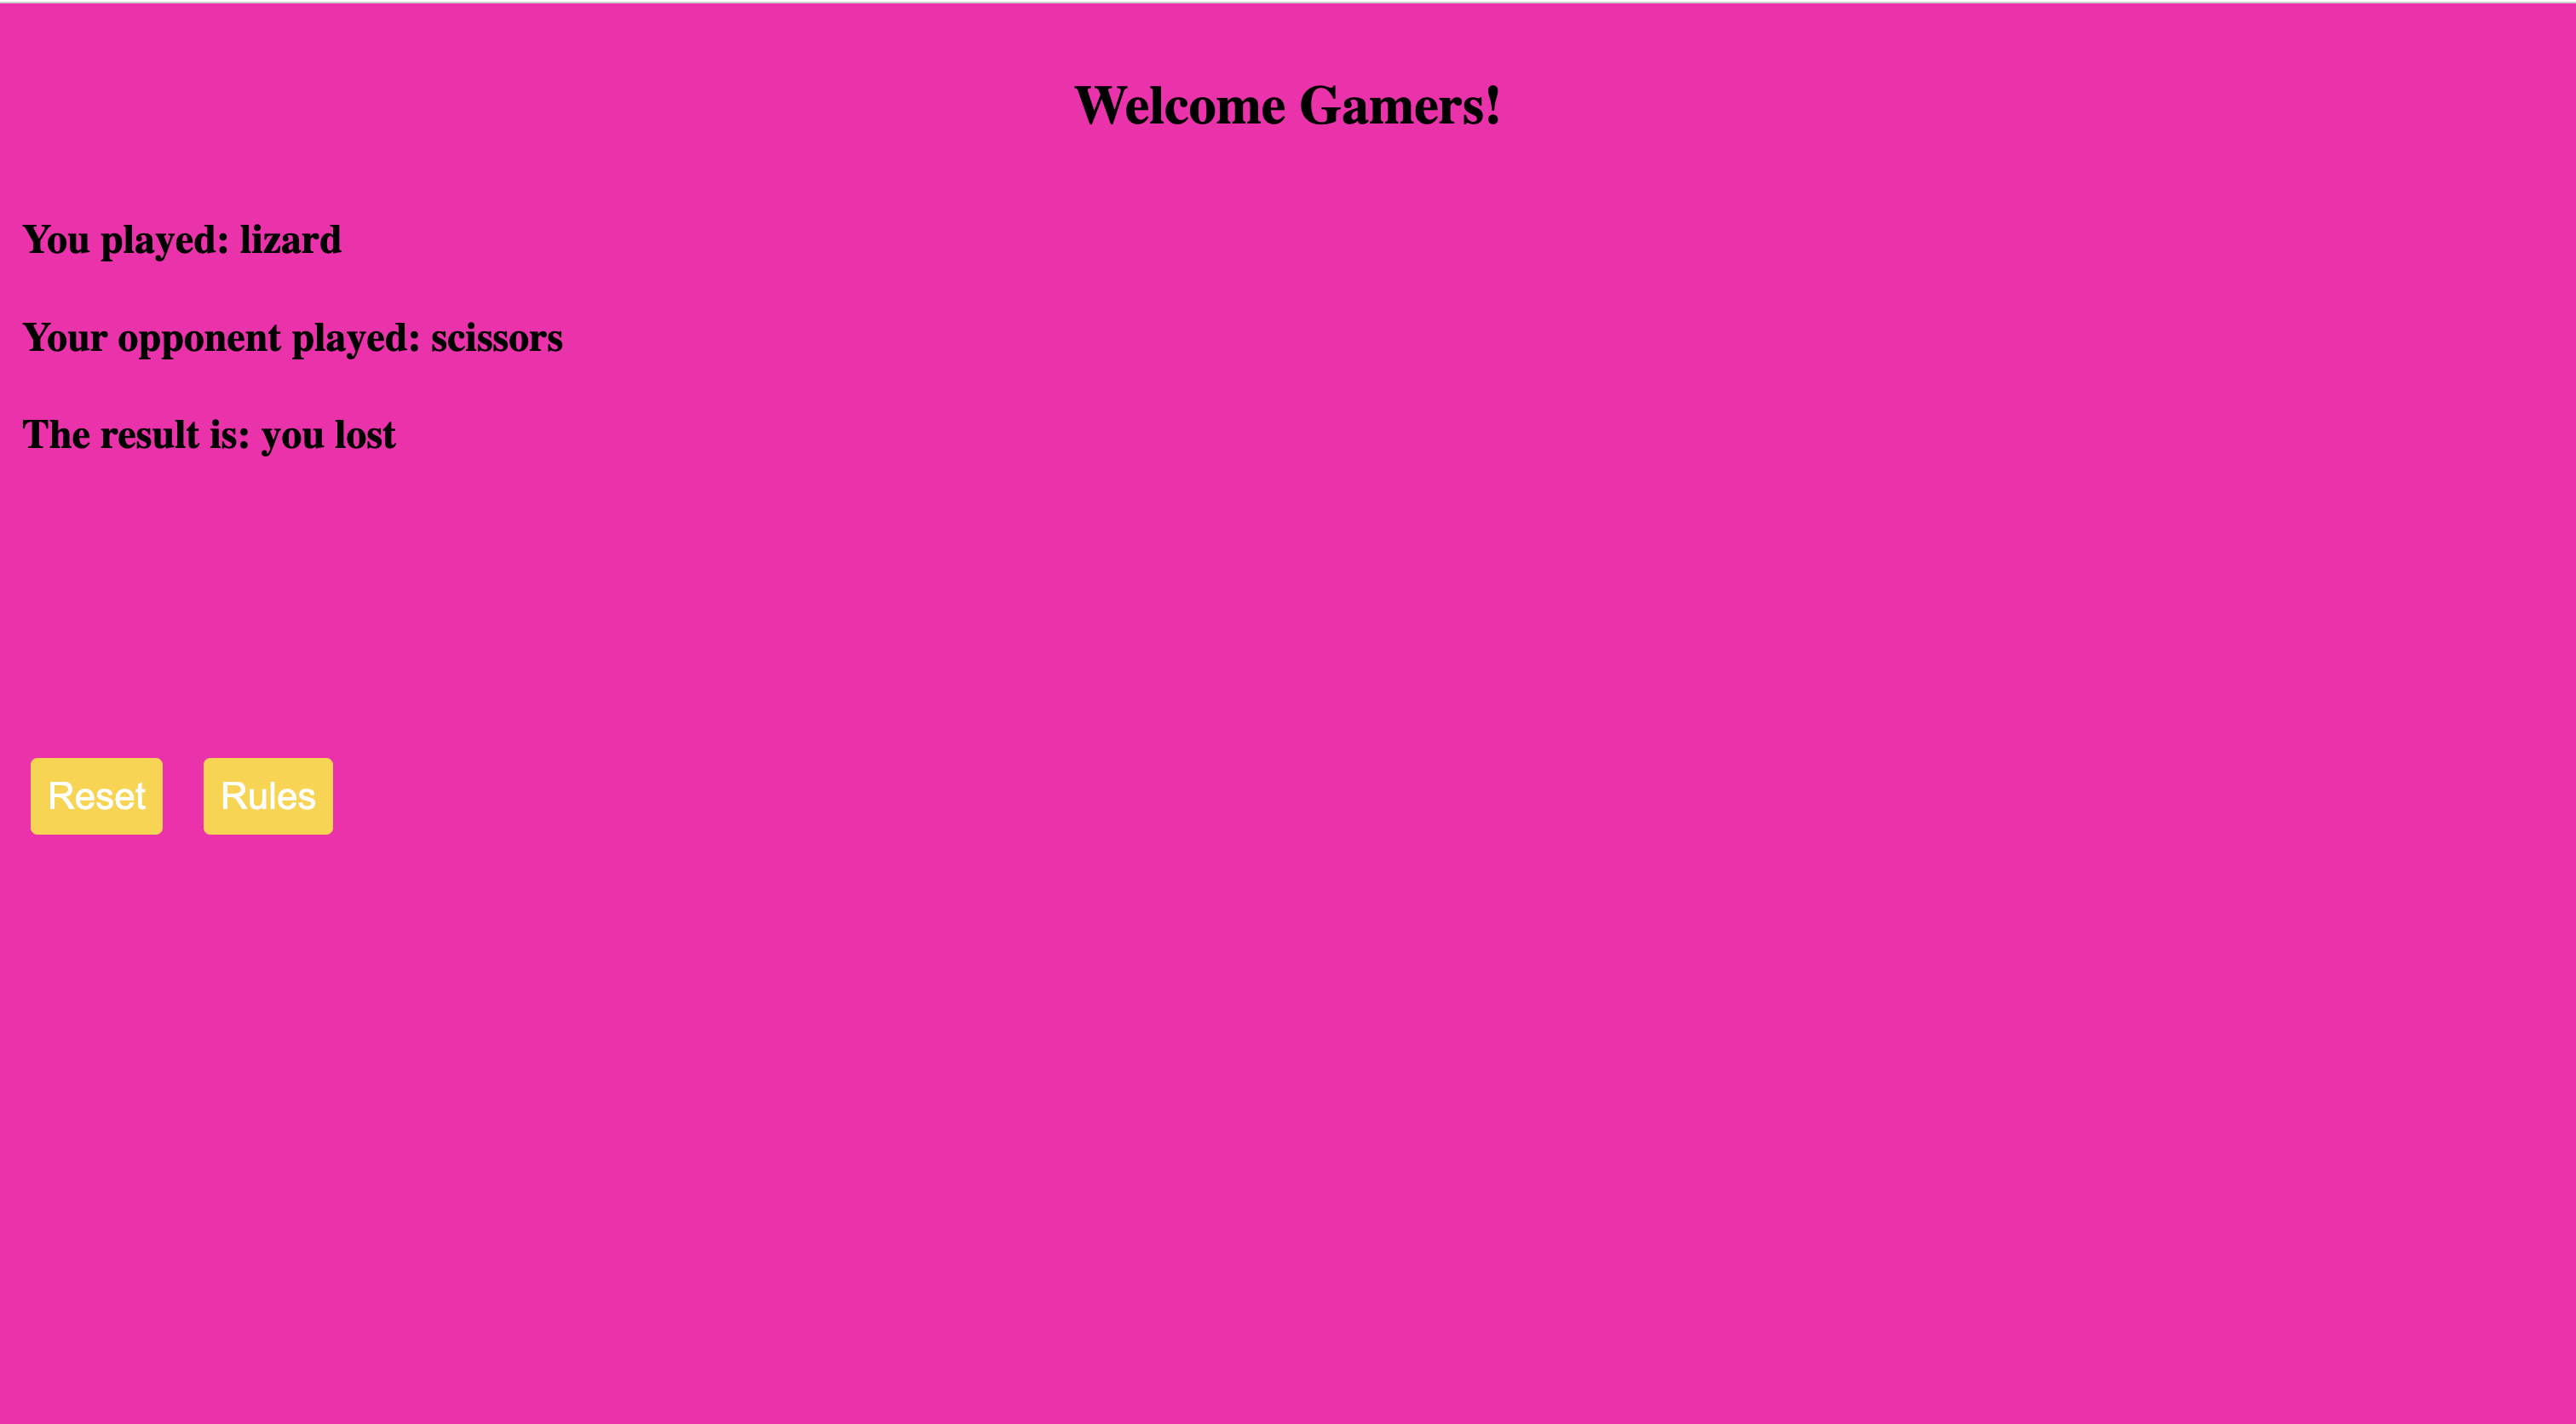 Welcome Gamers!
You played: lizard
Your opponent played: scissors
The result is: you lost
Reset Rules